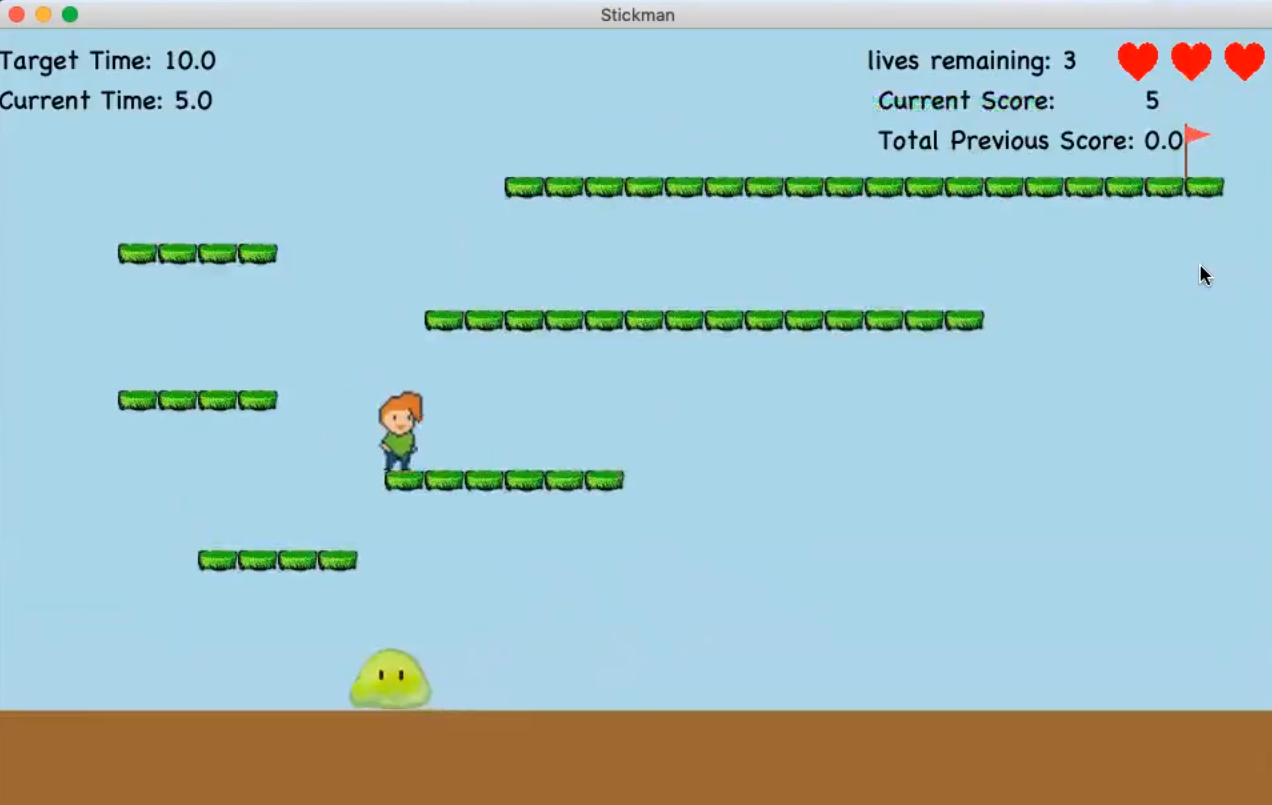 Stickman
Target Time: 10.0
lives remaining: 3
Current Time: 5.0
Current Score: 5
Total Previous Score: 0.0